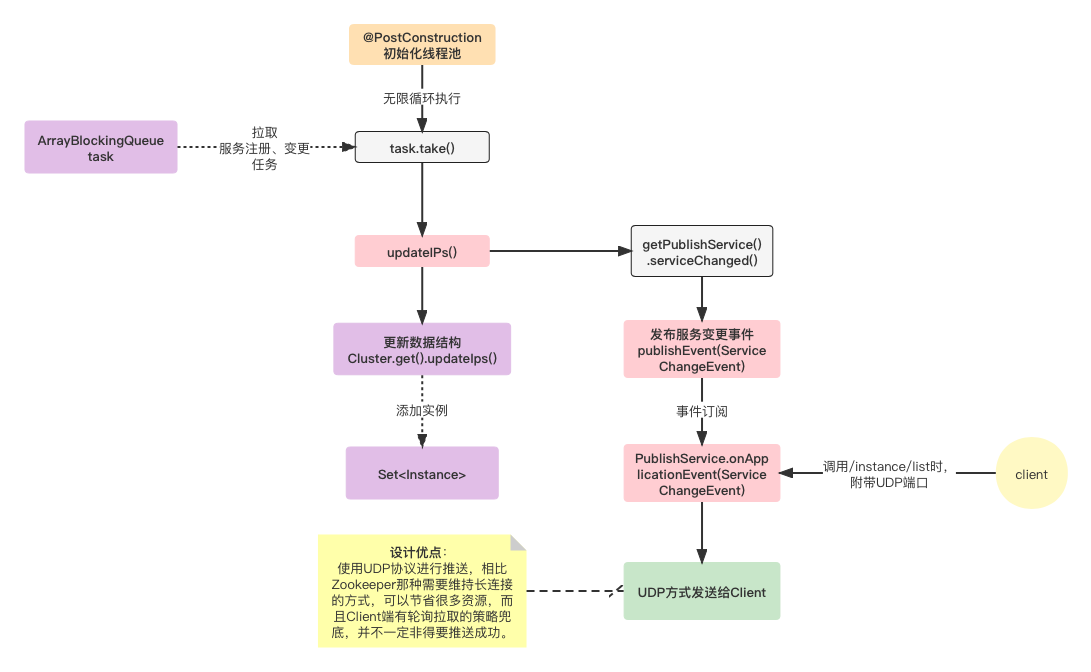 @PostConstruction
初始化线程池
无限循环执行
ArrayBlockingQueue
task
拉取
服务注册、变更
任务
task.take()
updateIPs()
getPublishService()
.serviceChanged()
更新数据结构
Cluster.get().updateIps()
发布服务变更事件
publishEvent(Service
ChangeEvent)
添加实例
事件订阅
Set<Instance>
PublishService.onApp
licationEvent(Service
ChangeEvent)
调用/instance/list时，
附带UDP端口
client
设计优点：
使用UDP协议进行推送，相比
Zookeeper那种需要维持长连接
的方式，可以节省很多资源，而
且Client端有轮询拉取的策略兜
底，并不一定非得要推送成功。
UDP方式发送给Client